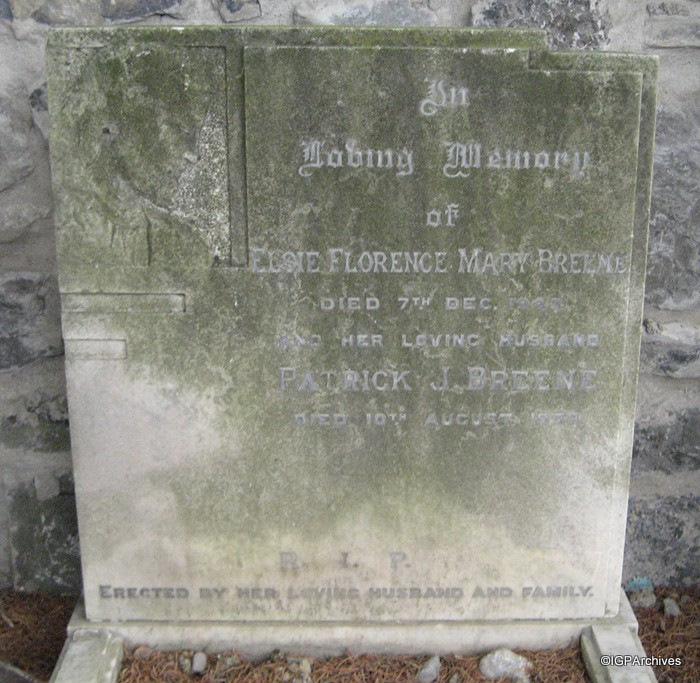 In
Loving Memory
of
ELSIE FLORENCE MARY BREENE
DIED 7TH DEC.
AND HER LOVING HUSBAND
PATRICK J. BREENE
DIED 10TH AUGUST
R. I. P.
ERECTED BY HER LOVING HUSBAND AND FAMILY.
©IGPArchives